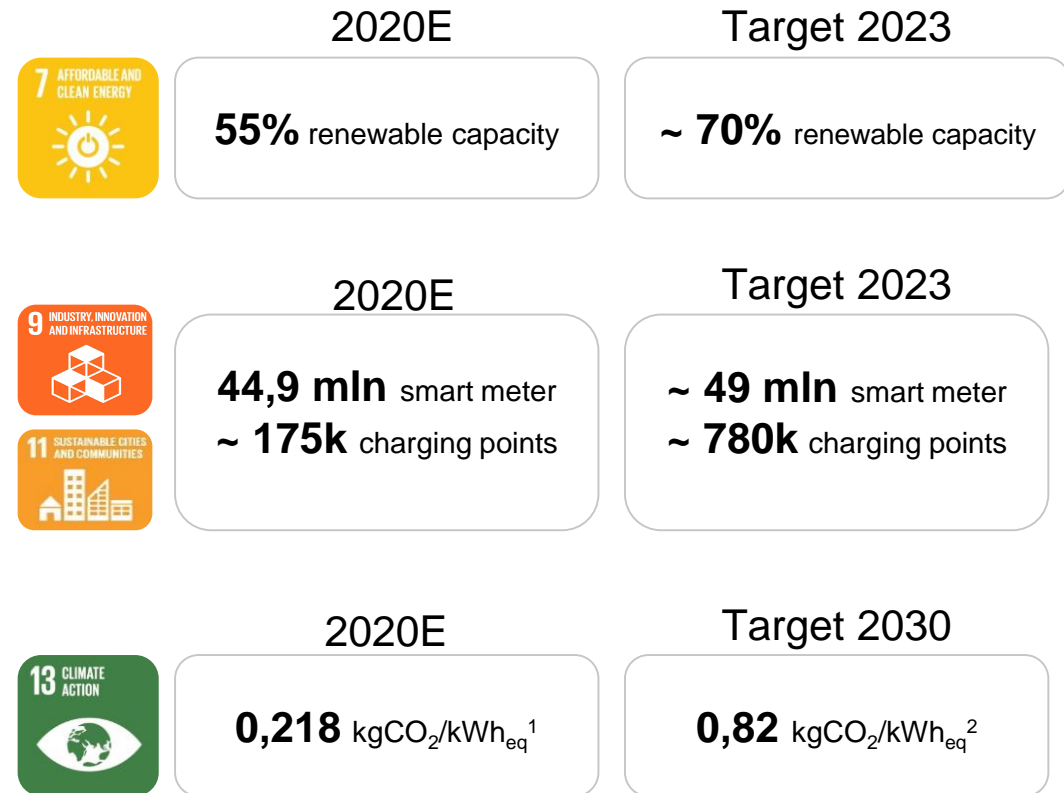 2020E
Target 2023
7 AFFORDABLE AND
CLEAN ENERGY
55% renewable capacity
~ 70% renewable capacity
2020E
Target 2023
9 INDUSTRY, INNOVATION
AND INFRASTRUCTURE
44,9 mln smart meter
~ 175k charging points
~ 49 mln smart meter
~ 780k charging points
11 SUSTAINABLE CITIES
AND COMMUNITIES
2020E
Target 2030
13 CLIMATE
ACTION
0,218 kgCO₂/kWh_eq¹
0,82 kgCO₂/kWh_eq²